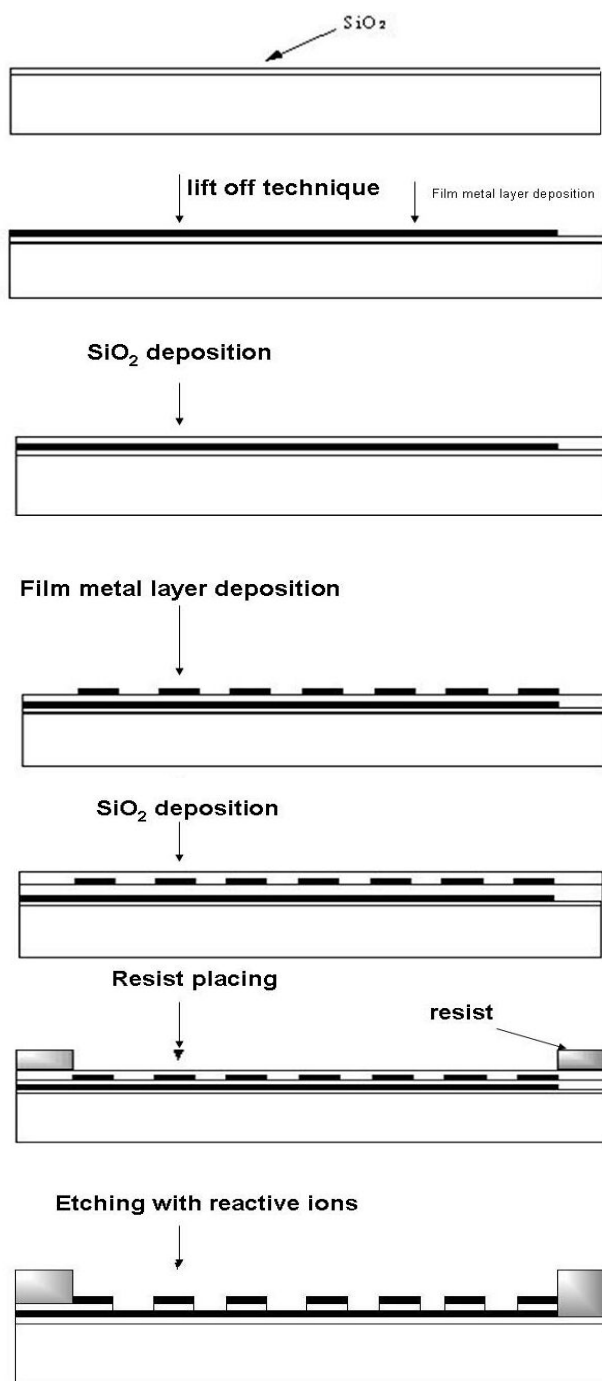 SiO₂
lift off technique
Film metal layer deposition
SiO₂ deposition
Film metal layer deposition
SiO₂ deposition
Resist placing
resist
Etching with reactive ions